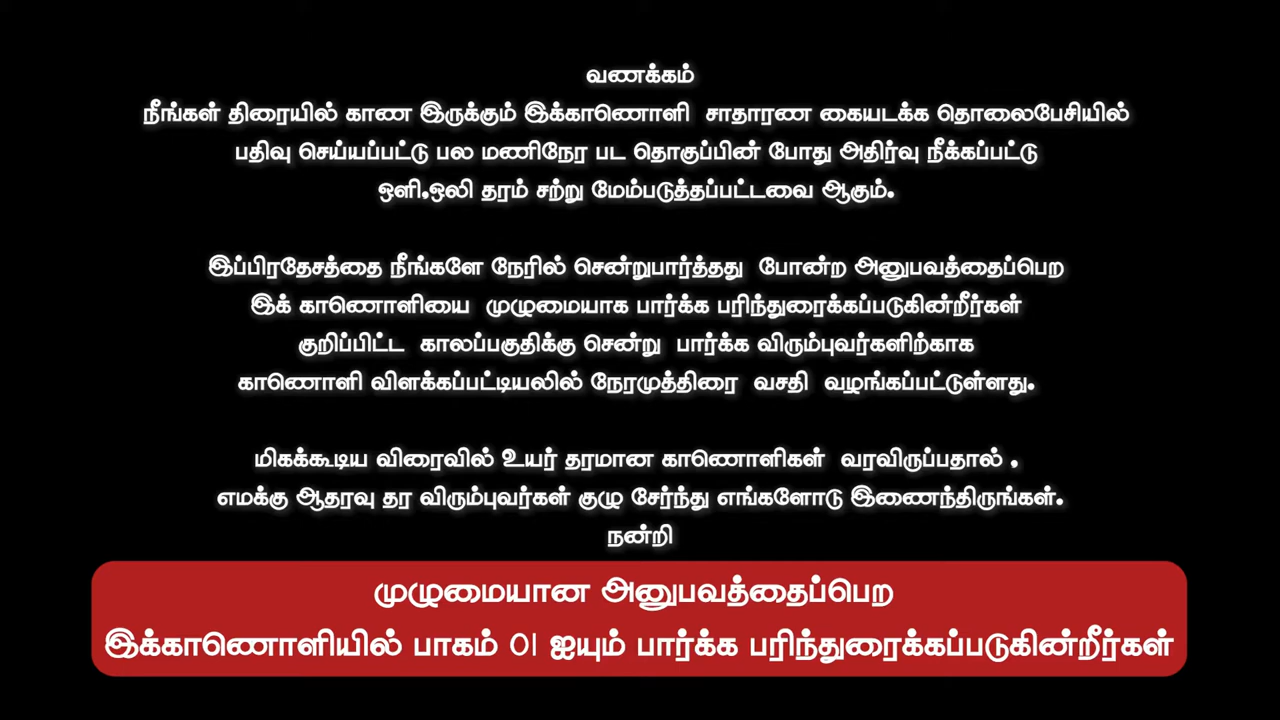 வணக்கம்
நீங்கள் திரையில் காண இருக்கும் இக்காணொளி சாதாரண கையடக்க தொலைபேசியில்
பதிவு செய்யப்பட்டு பல மணிநேர பட தொகுப்பின் போது அதிர்வு நீக்கப்பட்டு
ஒளி,ஒலி தரம் சற்று மேம்படுத்தப்பட்டவை ஆகும்.
இப்பிரதேசத்தை நீங்களே நேரில் சென்றுபார்த்தது போன்ற அனுபவத்தைப்பெற
இக் காணொளியை முழுமையாக பார்க்க பரிந்துரைக்கப்படுகின்றீர்கள்
குறிப்பிட்ட காலப்பகுதிக்கு சென்று பார்க்க விரும்புவர்களிற்காக
காணொளி விளக்கப்பட்டியலில் நேரமுத்திரை வசதி வழங்கப்பட்டுள்ளது.
மிகக்கூடிய விரைவில் உயர் தரமான காணொளிகள் வரவிருப்பதால் ,
எமக்கு ஆதரவு தர விரும்புவர்கள் குழு சேர்ந்து எங்களோடு இணைந்திருங்கள்.
நன்றி
முழுமையான அனுபவத்தைப்பெற
இக்காணொளியில் பாகம் 01 ஐயும் பார்க்க பரிந்துரைக்கப்படுகின்றீர்கள்